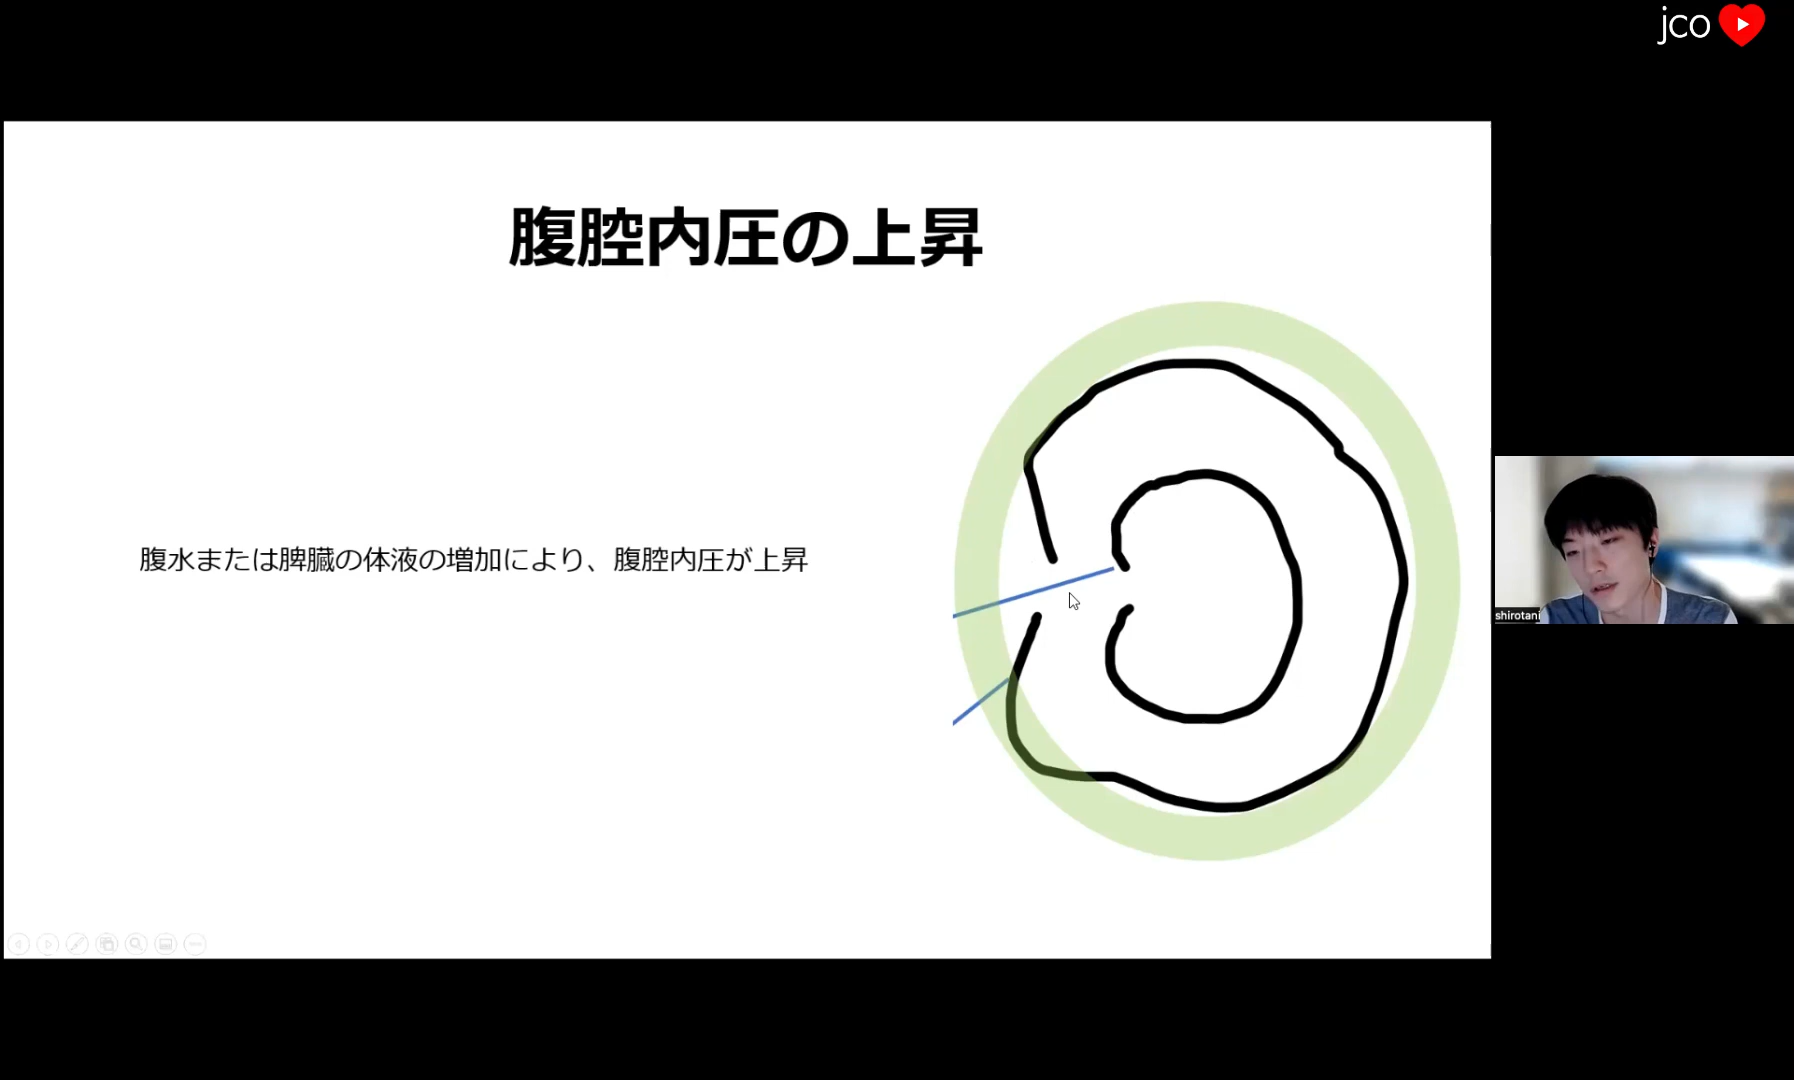 jco
腹腔内圧の上昇
腹水または脾臓の体液の増加により、腹腔内圧が上昇
shirotani